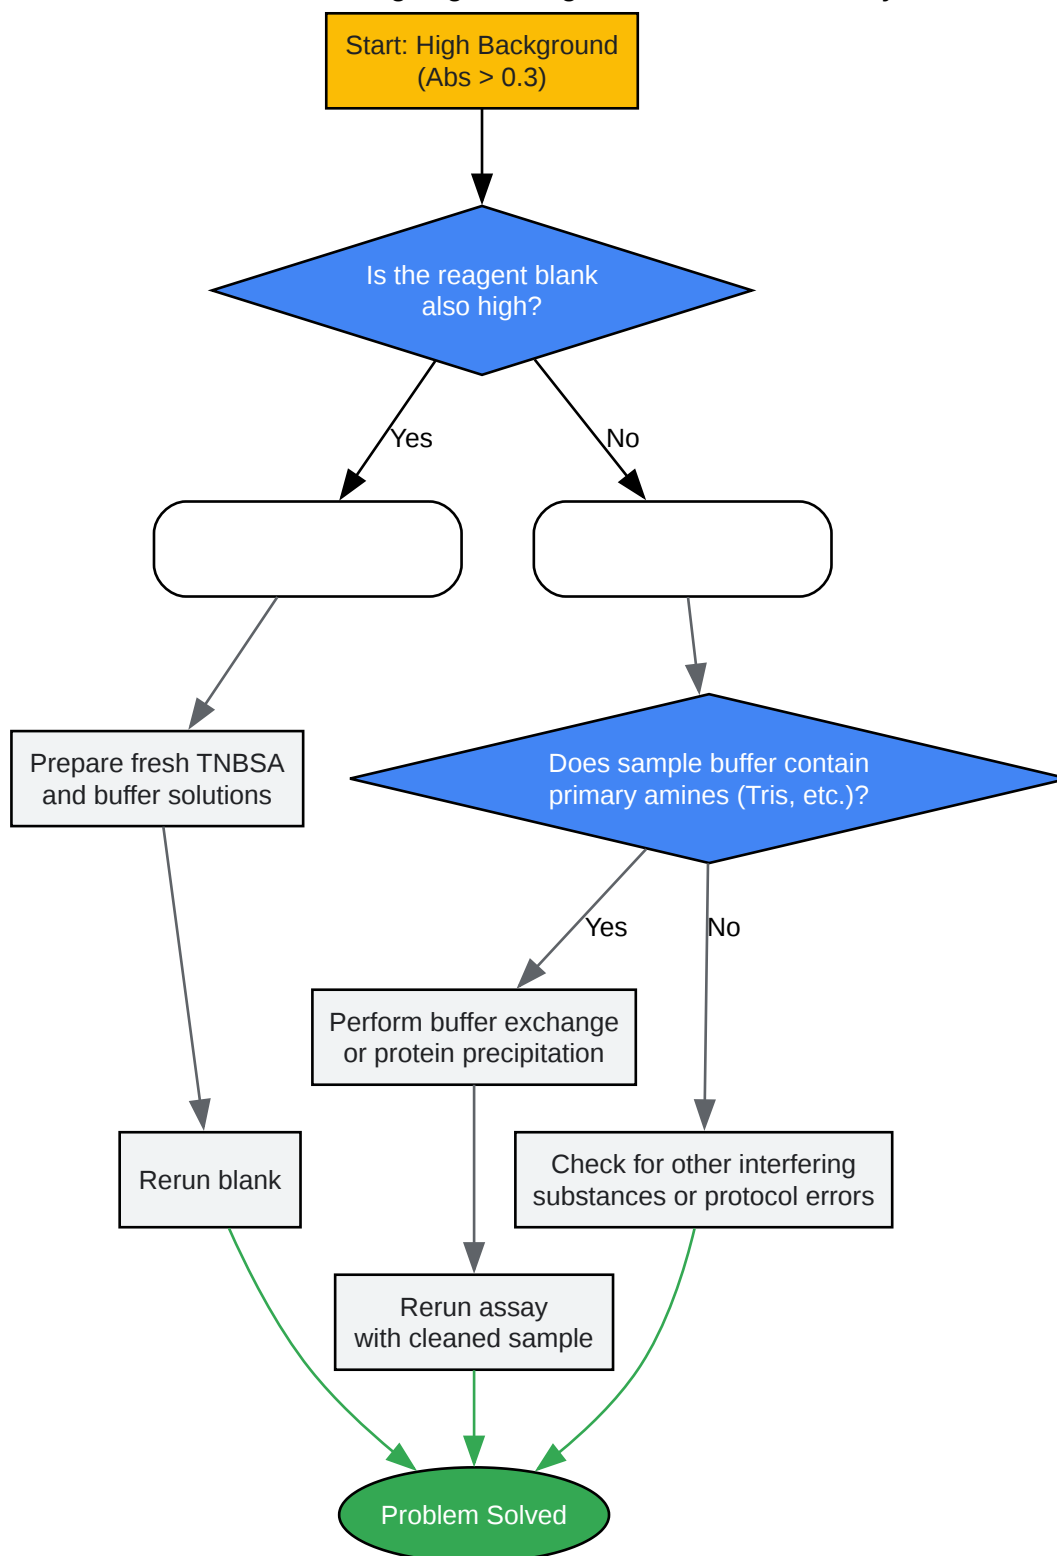 Start: High Background
(Abs > 0.3)
Is the reagent blank
also high?
Yes
No
Prepare fresh TNBSA
and buffer solutions
Does sample buffer contain
primary amines (Tris, etc.)?
Yes
No
Perform buffer exchange
or protein precipitation
Rerun blank
Check for other interfering
substances or protocol errors
Rerun assay
with cleaned sample
Problem Solved